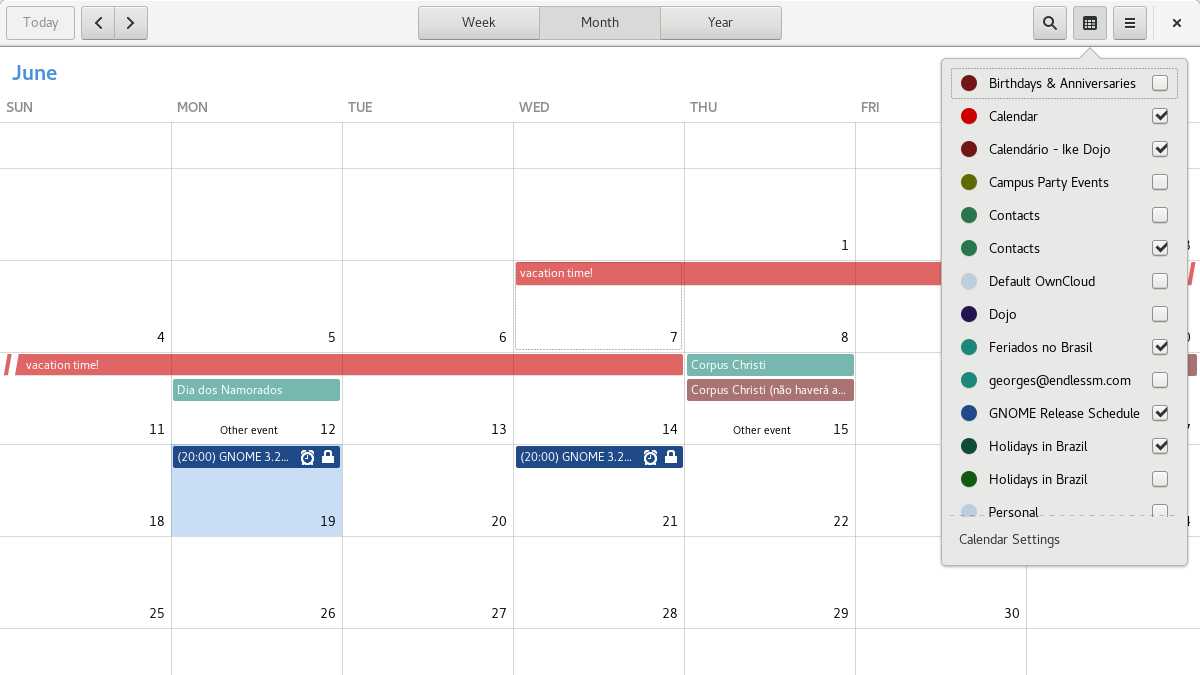 Today
Week
Month
Year
June
SUN
MON
TUE
WED
THU
FRI
1
vacation time!
4
5
6
7
8
vacation time!
Corpus Christi
Dia dos Namorados
Corpus Christi (não haverá a...
11
Other event
12
13
14
Other event
15
(20:00) GNOME 3.2...
(20:00) GNOME 3.2...
18
19
20
21
22
25
26
27
28
29
30
Birthdays & Anniversaries
Calendar
Calendário - Ike Dojo
Campus Party Events
Contacts
Contacts
Default OwnCloud
Dojo
Feriados no Brasil
georges@endlessm.com
GNOME Release Schedule
Holidays in Brazil
Holidays in Brazil
Personal
Calendar Settings